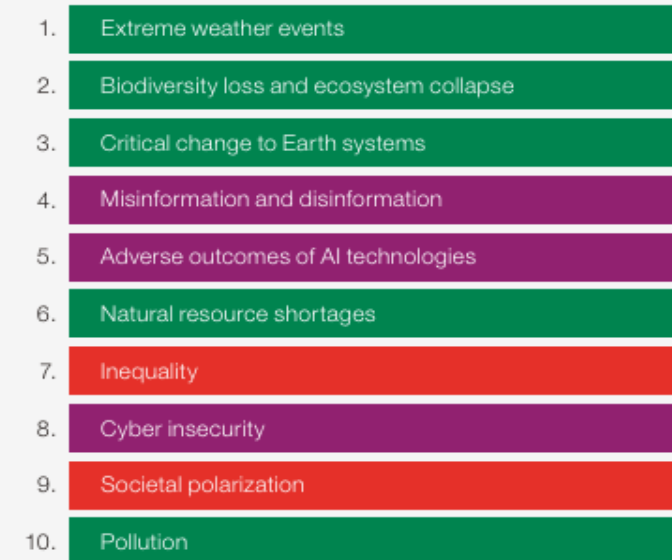 1. Extreme weather events
2. Biodiversity loss and ecosystem collapse
3. Critical change to Earth systems
4. Misinformation and disinformation
5. Adverse outcomes of AI technologies
6. Natural resource shortages
7. Inequality
8. Cyber insecurity
9. Societal polarization
10. Pollution